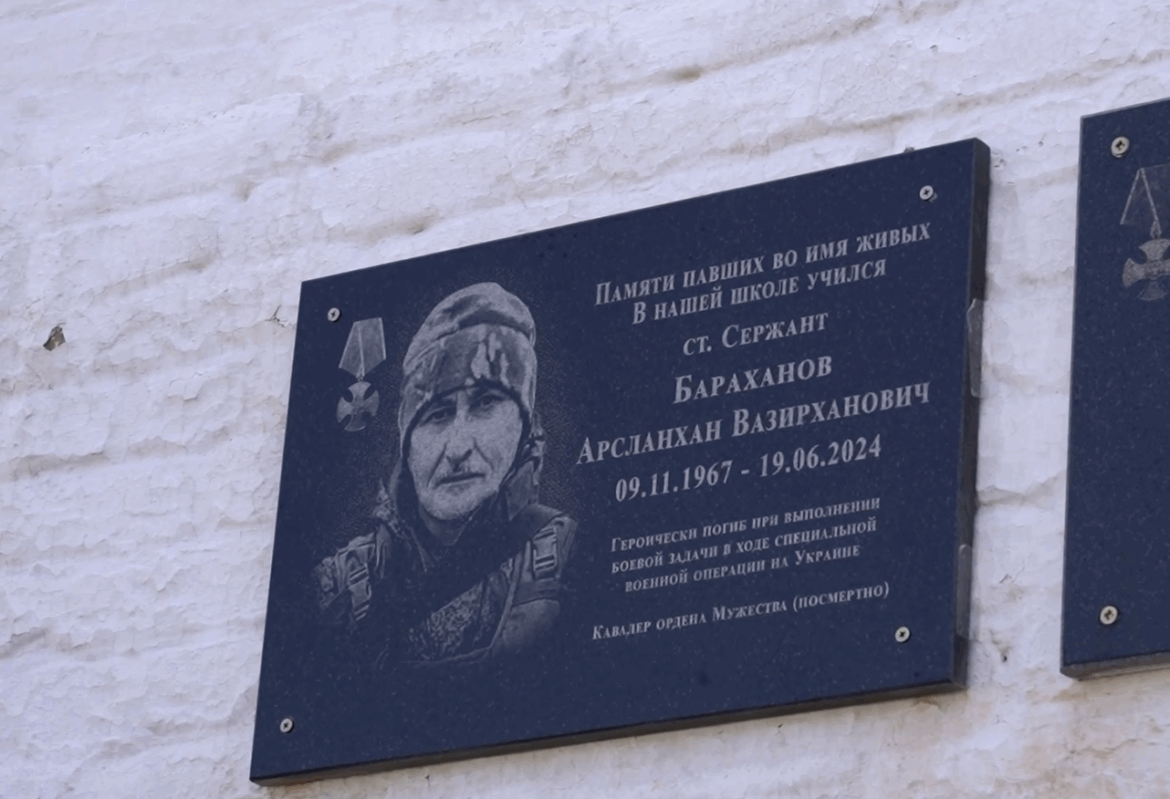 Памяти павших во имя живых
В нашей школе учился
ст. Сержант
Бараханов
Арсланхан Вазирханович
09.11.1967 - 19.06.2024
Героически погиб при выполнении
боевой задачи в ходе специальной
военной операции на Украине
Кавалер ордена Мужества (посмертно)